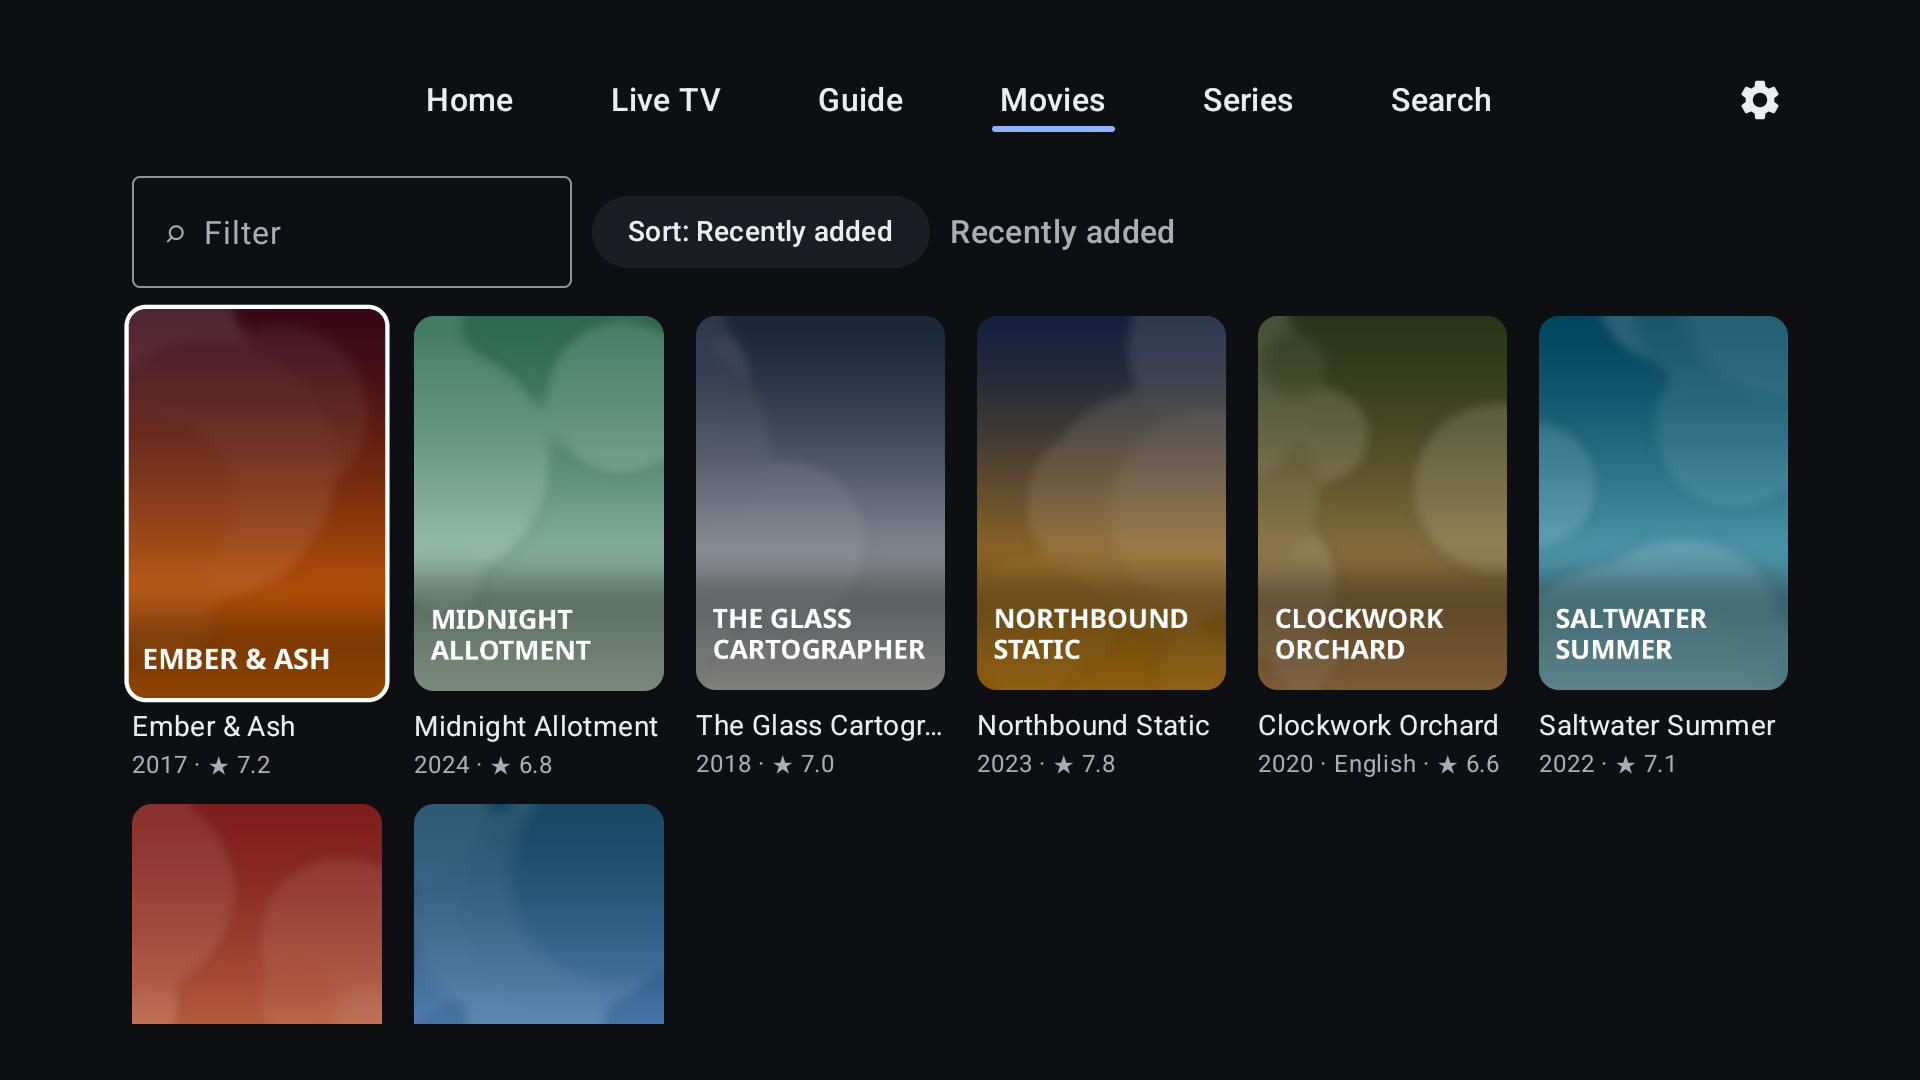 Home Live TV Guide Movies Series Search
Filter Sort: Recently added Recently added
EMBER & ASH
MIDNIGHT
ALLOTMENT
THE GLASS
CARTOGRAPHER
NORTHBOUND
STATIC
CLOCKWORK
ORCHARD
SALTWATER
SUMMER
Ember & Ash
2017 · ★ 7.2
Midnight Allotment
2024 · ★ 6.8
The Glass Cartogr...
2018 · ★ 7.0
Northbound Static
2023 · ★ 7.8
Clockwork Orchard
2020 · English · ★ 6.6
Saltwater Summer
2022 · ★ 7.1